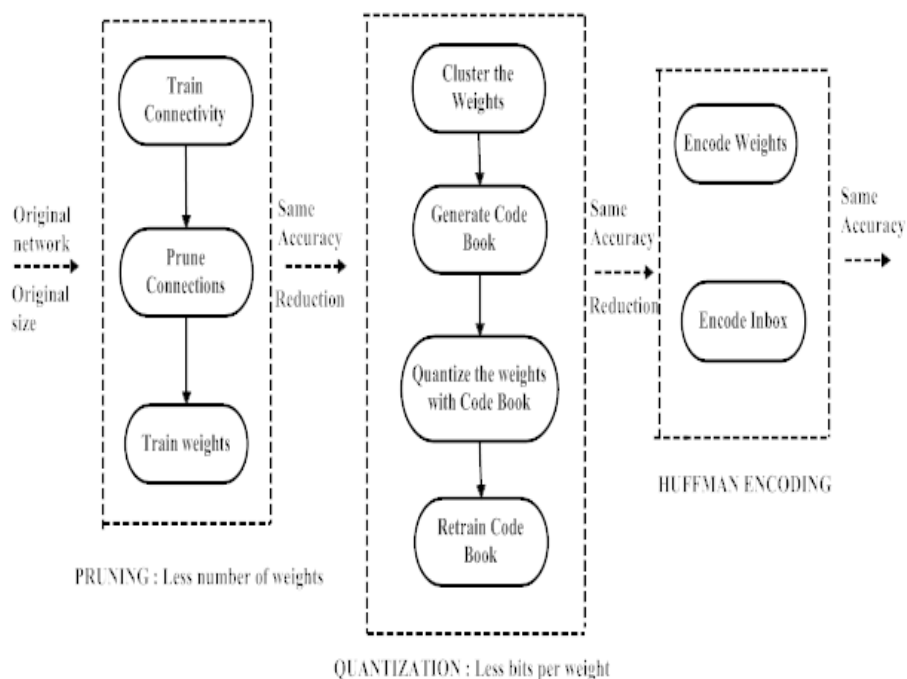 Original
network
Original
size
Train
Connectivity
Prune
Connections
Train weights
PRUNING : Less number of weights
Same
Accuracy
Reduction
Cluster the
Weights
Generate Code
Book
Quantize the weights
with Code Book
Retrain Code
Book
QUANTIZATION : Less bits per weight
Same
Accuracy
Reduction
Encode Weights
Encode Inbox
HUFFMAN ENCODING
Same
Accuracy